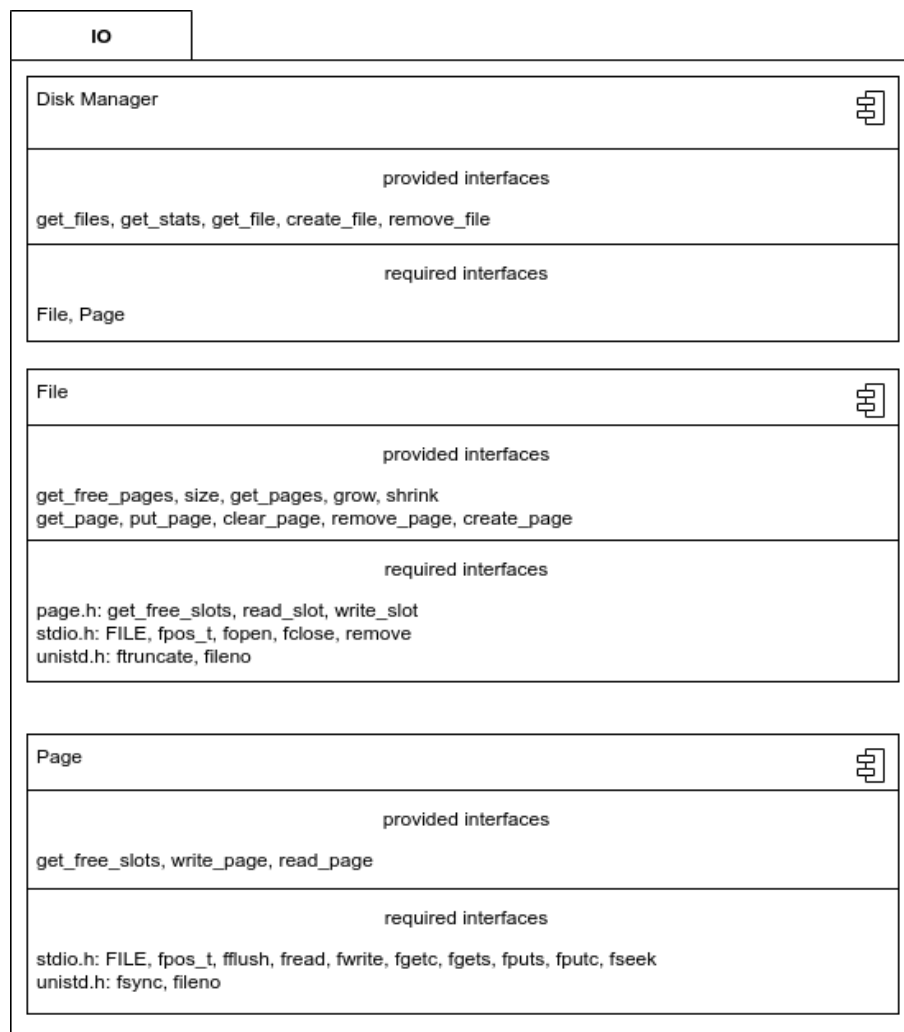 IO
Disk Manager
provided interfaces
get_files, get_stats, get_file, create_file, remove_file
required interfaces
File, Page
File
provided interfaces
get_free_pages, size, get_pages, grow, shrink
get_page, put_page, clear_page, remove_page, create_page
required interfaces
page.h: get_free_slots, read_slot, write_slot
stdio.h: FILE, fpos_t, fopen, fclose, remove
unistd.h: ftruncate, fileno
Page
provided interfaces
get_free_slots, write_page, read_page
required interfaces
stdio.h: FILE, fpos_t, fflush, fread, fwrite, fgetc, fgets, fputs, fputc, fseek
unistd.h: fsync, fileno